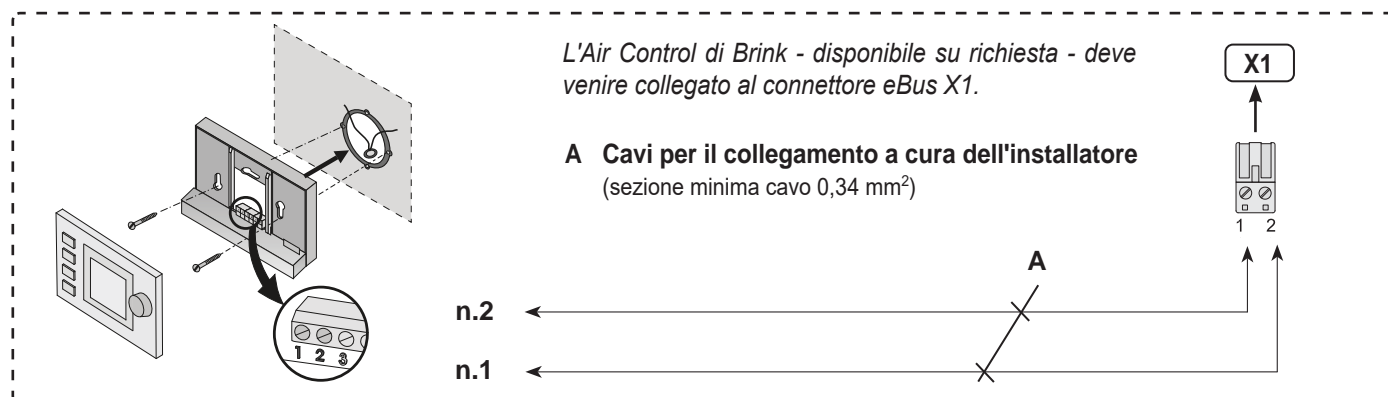 L'Air Control di Brink - disponibile su richiesta - deve
venire collegato al connettore eBus X1.
X1
A Cavi per il collegamento a cura dell'installatore
(sezione minima cavo 0,34 mm²)
1 2
A
n.2
n.1
1 2 3